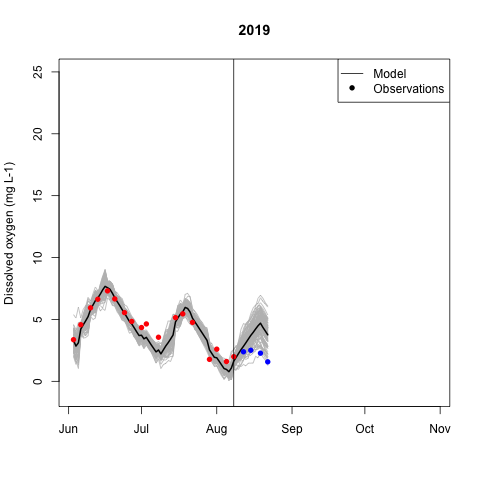 2019
Model
Observations
Dissolved oxygen (mg L-1)
25
20
15
10
5
0
Jun Jul Aug Sep Oct Nov